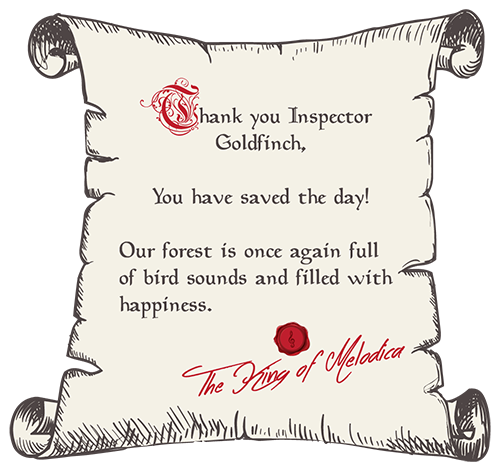 Thank you Inspector
Goldfinch,
You have saved the day!
Our forest is once again full
of bird sounds and filled with
happiness.
The King of Melodica